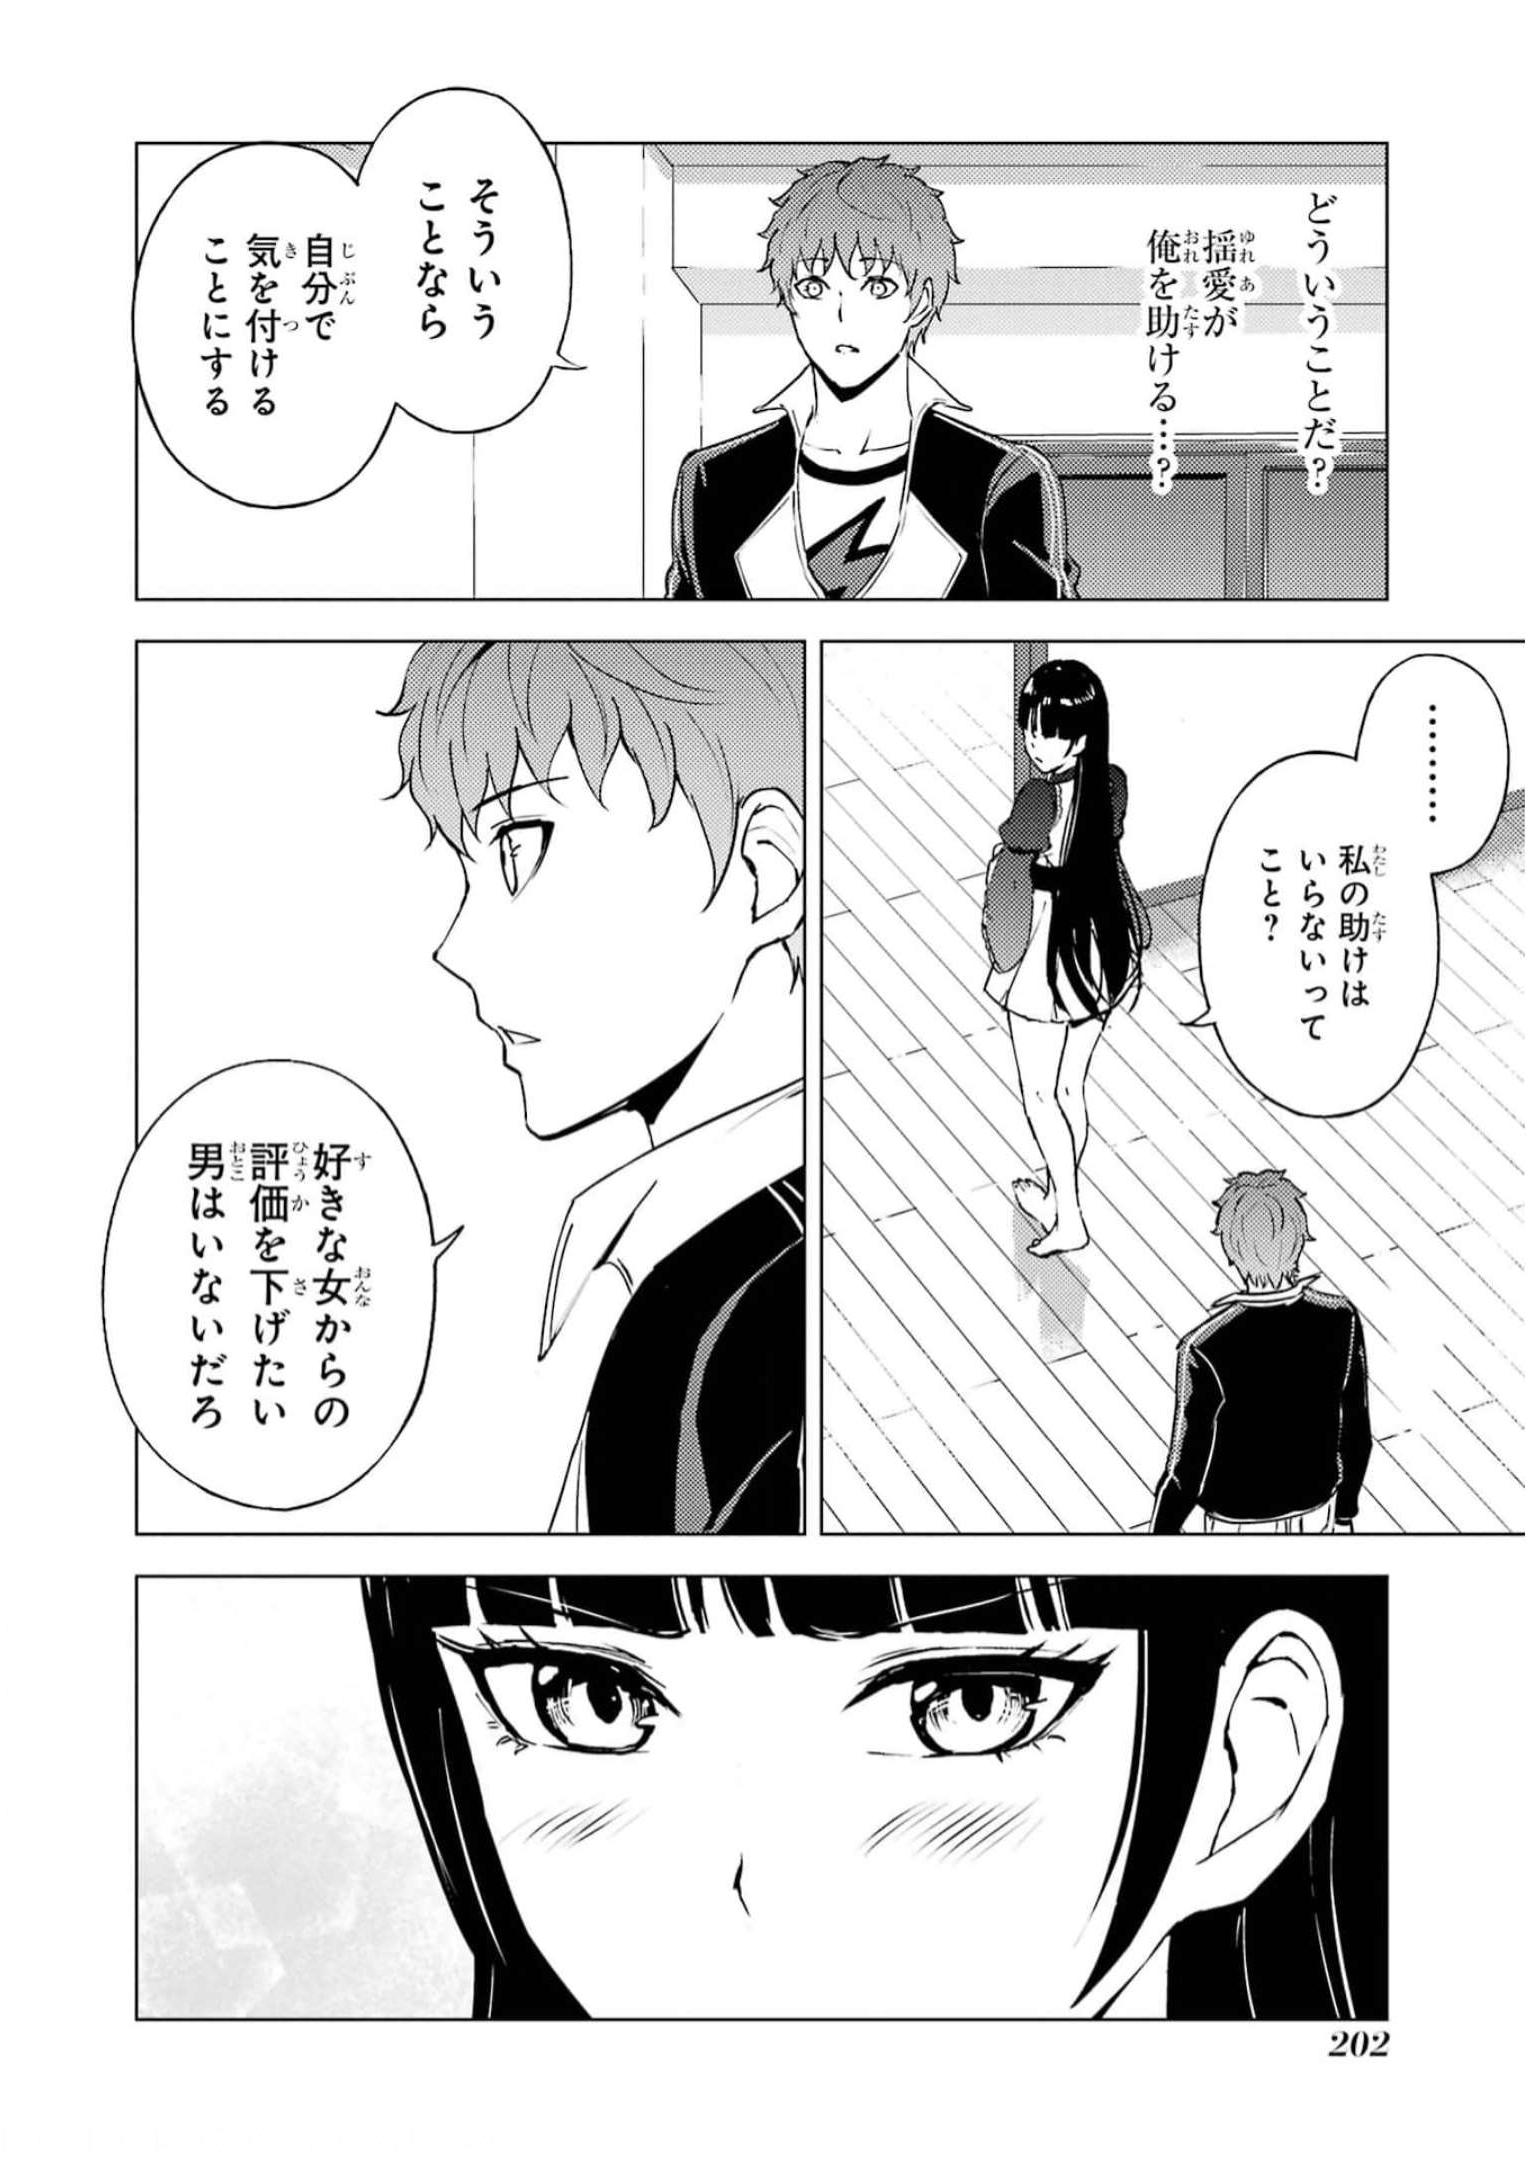 どういうことだ？
揺愛が
俺を助ける…？
そういう
ことなら
自分で
気を付ける
ことにする
………
私の助けは
いらないって
こと？
好きな女からの
評価を下げたい
男はいないだろ
202